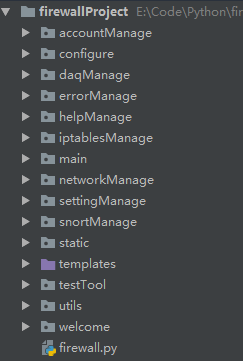 firewallProject E:\Code\Python\fir
accountManage
configure
daqManage
errorManage
helpManage
iptablesManage
main
networkManage
settingManage
snortManage
static
templates
testTool
utils
welcome
firewall.py